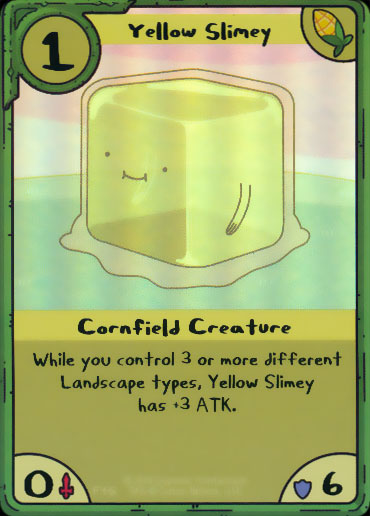 1
Yellow Slimey
Cornfield Creature
While you control 3 or more different
Landscape types, Yellow Slimey
has +3 ATK.
0
6